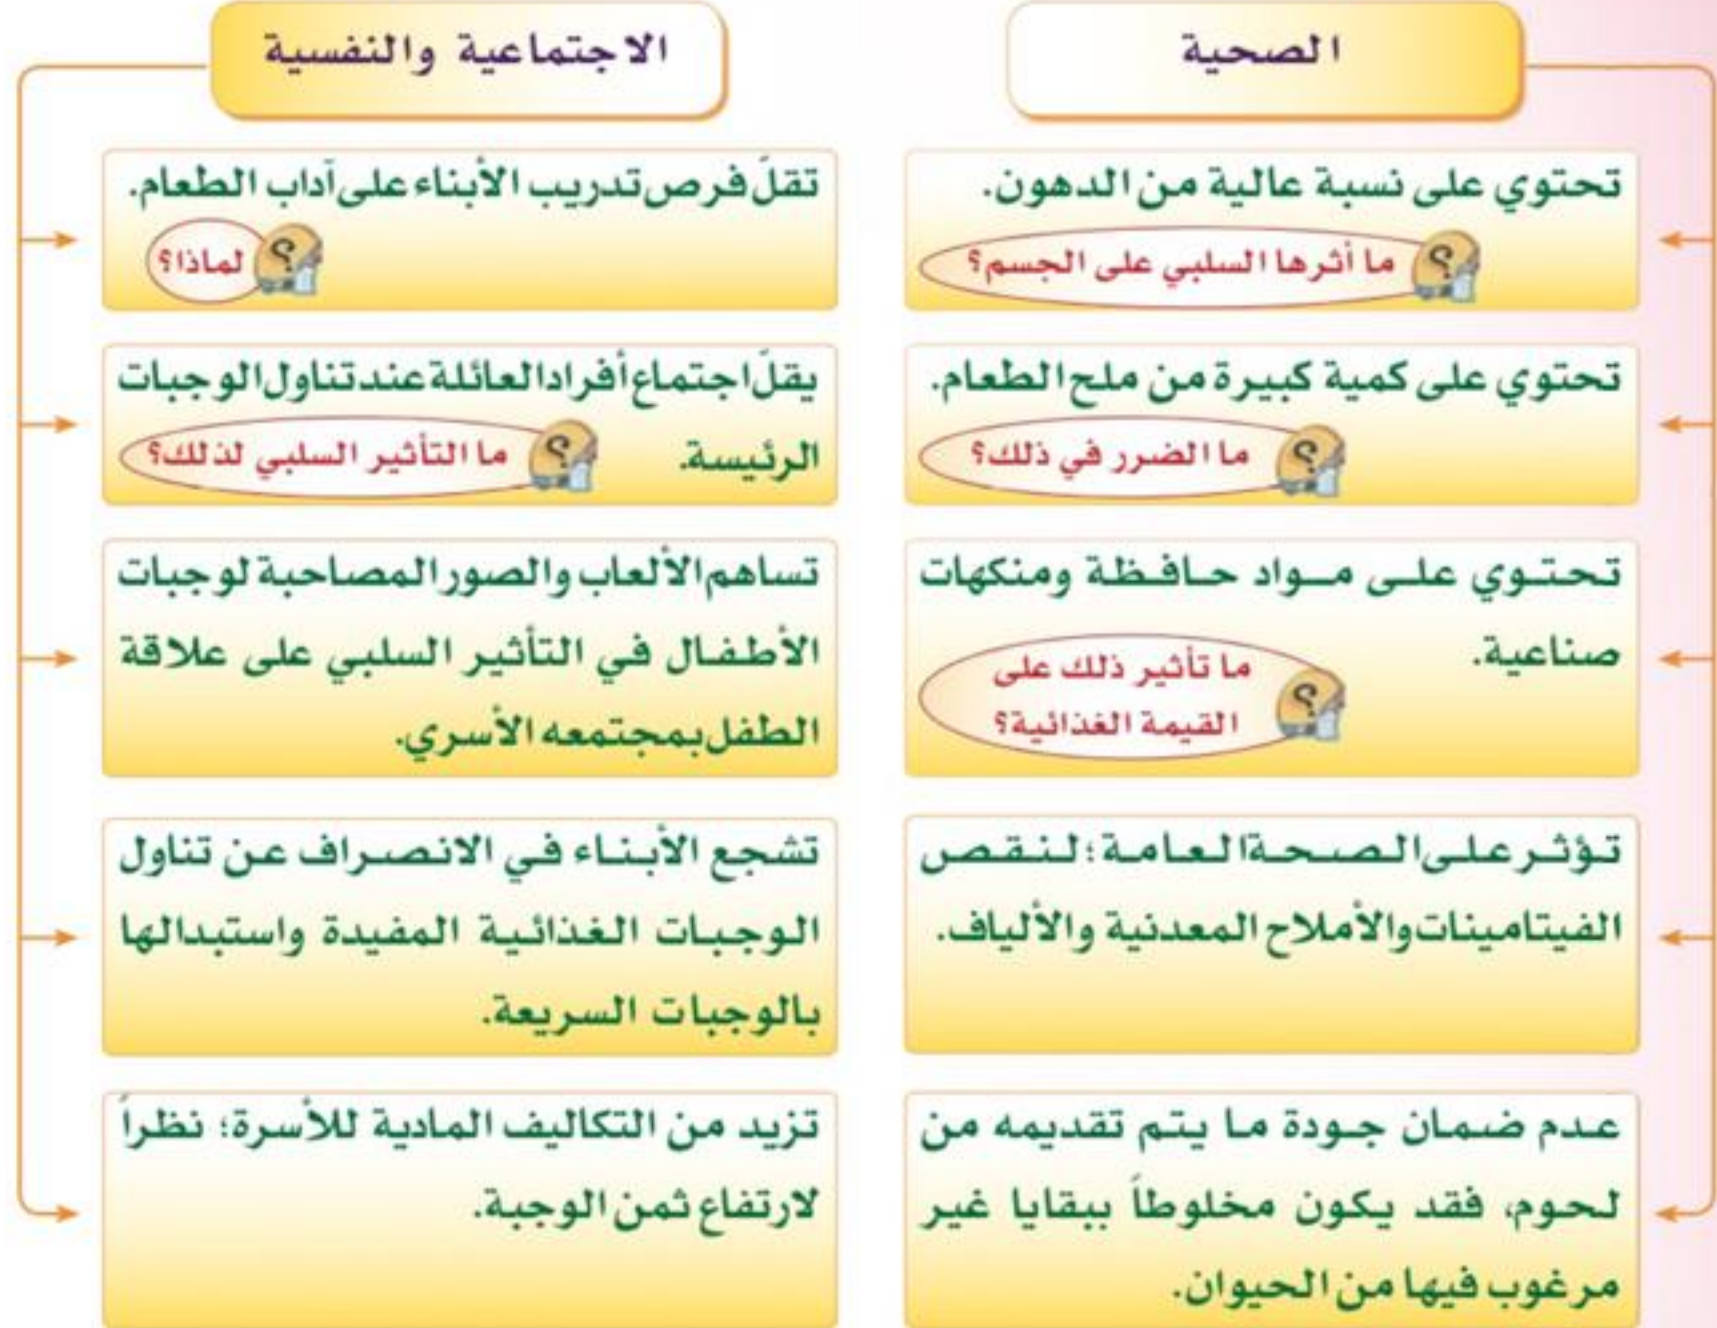 الصحية
تحتوي على نسبة عالية من الدهون.
؟ ما أثرها السلبي على الجسم؟
تحتوي على كمية كبيرة من ملح الطعام.
؟ ما الضرر في ذلك؟
تحتوي على مواد حافظة ومنكهات
صناعية.
؟ ما تأثير ذلك على
القيمة الغذائية؟
تؤثر على الصحة العامة؛ لنقص
الفيتامينات والأملاح المعدنية والألياف.
عدم ضمان جودة ما يتم تقديمه من
لحوم، فقد يكون مخلوطاً ببقايا غير
مرغوب فيها من الحيوان.
الاجتماعية والنفسية
تقلّ فرص تدريب الأبناء على آداب الطعام.
؟ لماذا؟
يقلّ اجتماع أفراد العائلة عند تناول الوجبات
الرئيسة. ؟ ما التأثير السلبي لذلك؟
تساهم الألعاب والصور المصاحبة لوجبات
الأطفال في التأثير السلبي على علاقة
الطفل بمجتمعه الأسري.
تشجع الأبناء في الانصراف عن تناول
الوجبات الغذائية المفيدة واستبدالها
بالوجبات السريعة.
تزيد من التكاليف المادية للأسرة؛ نظراً
لارتفاع ثمن الوجبة.